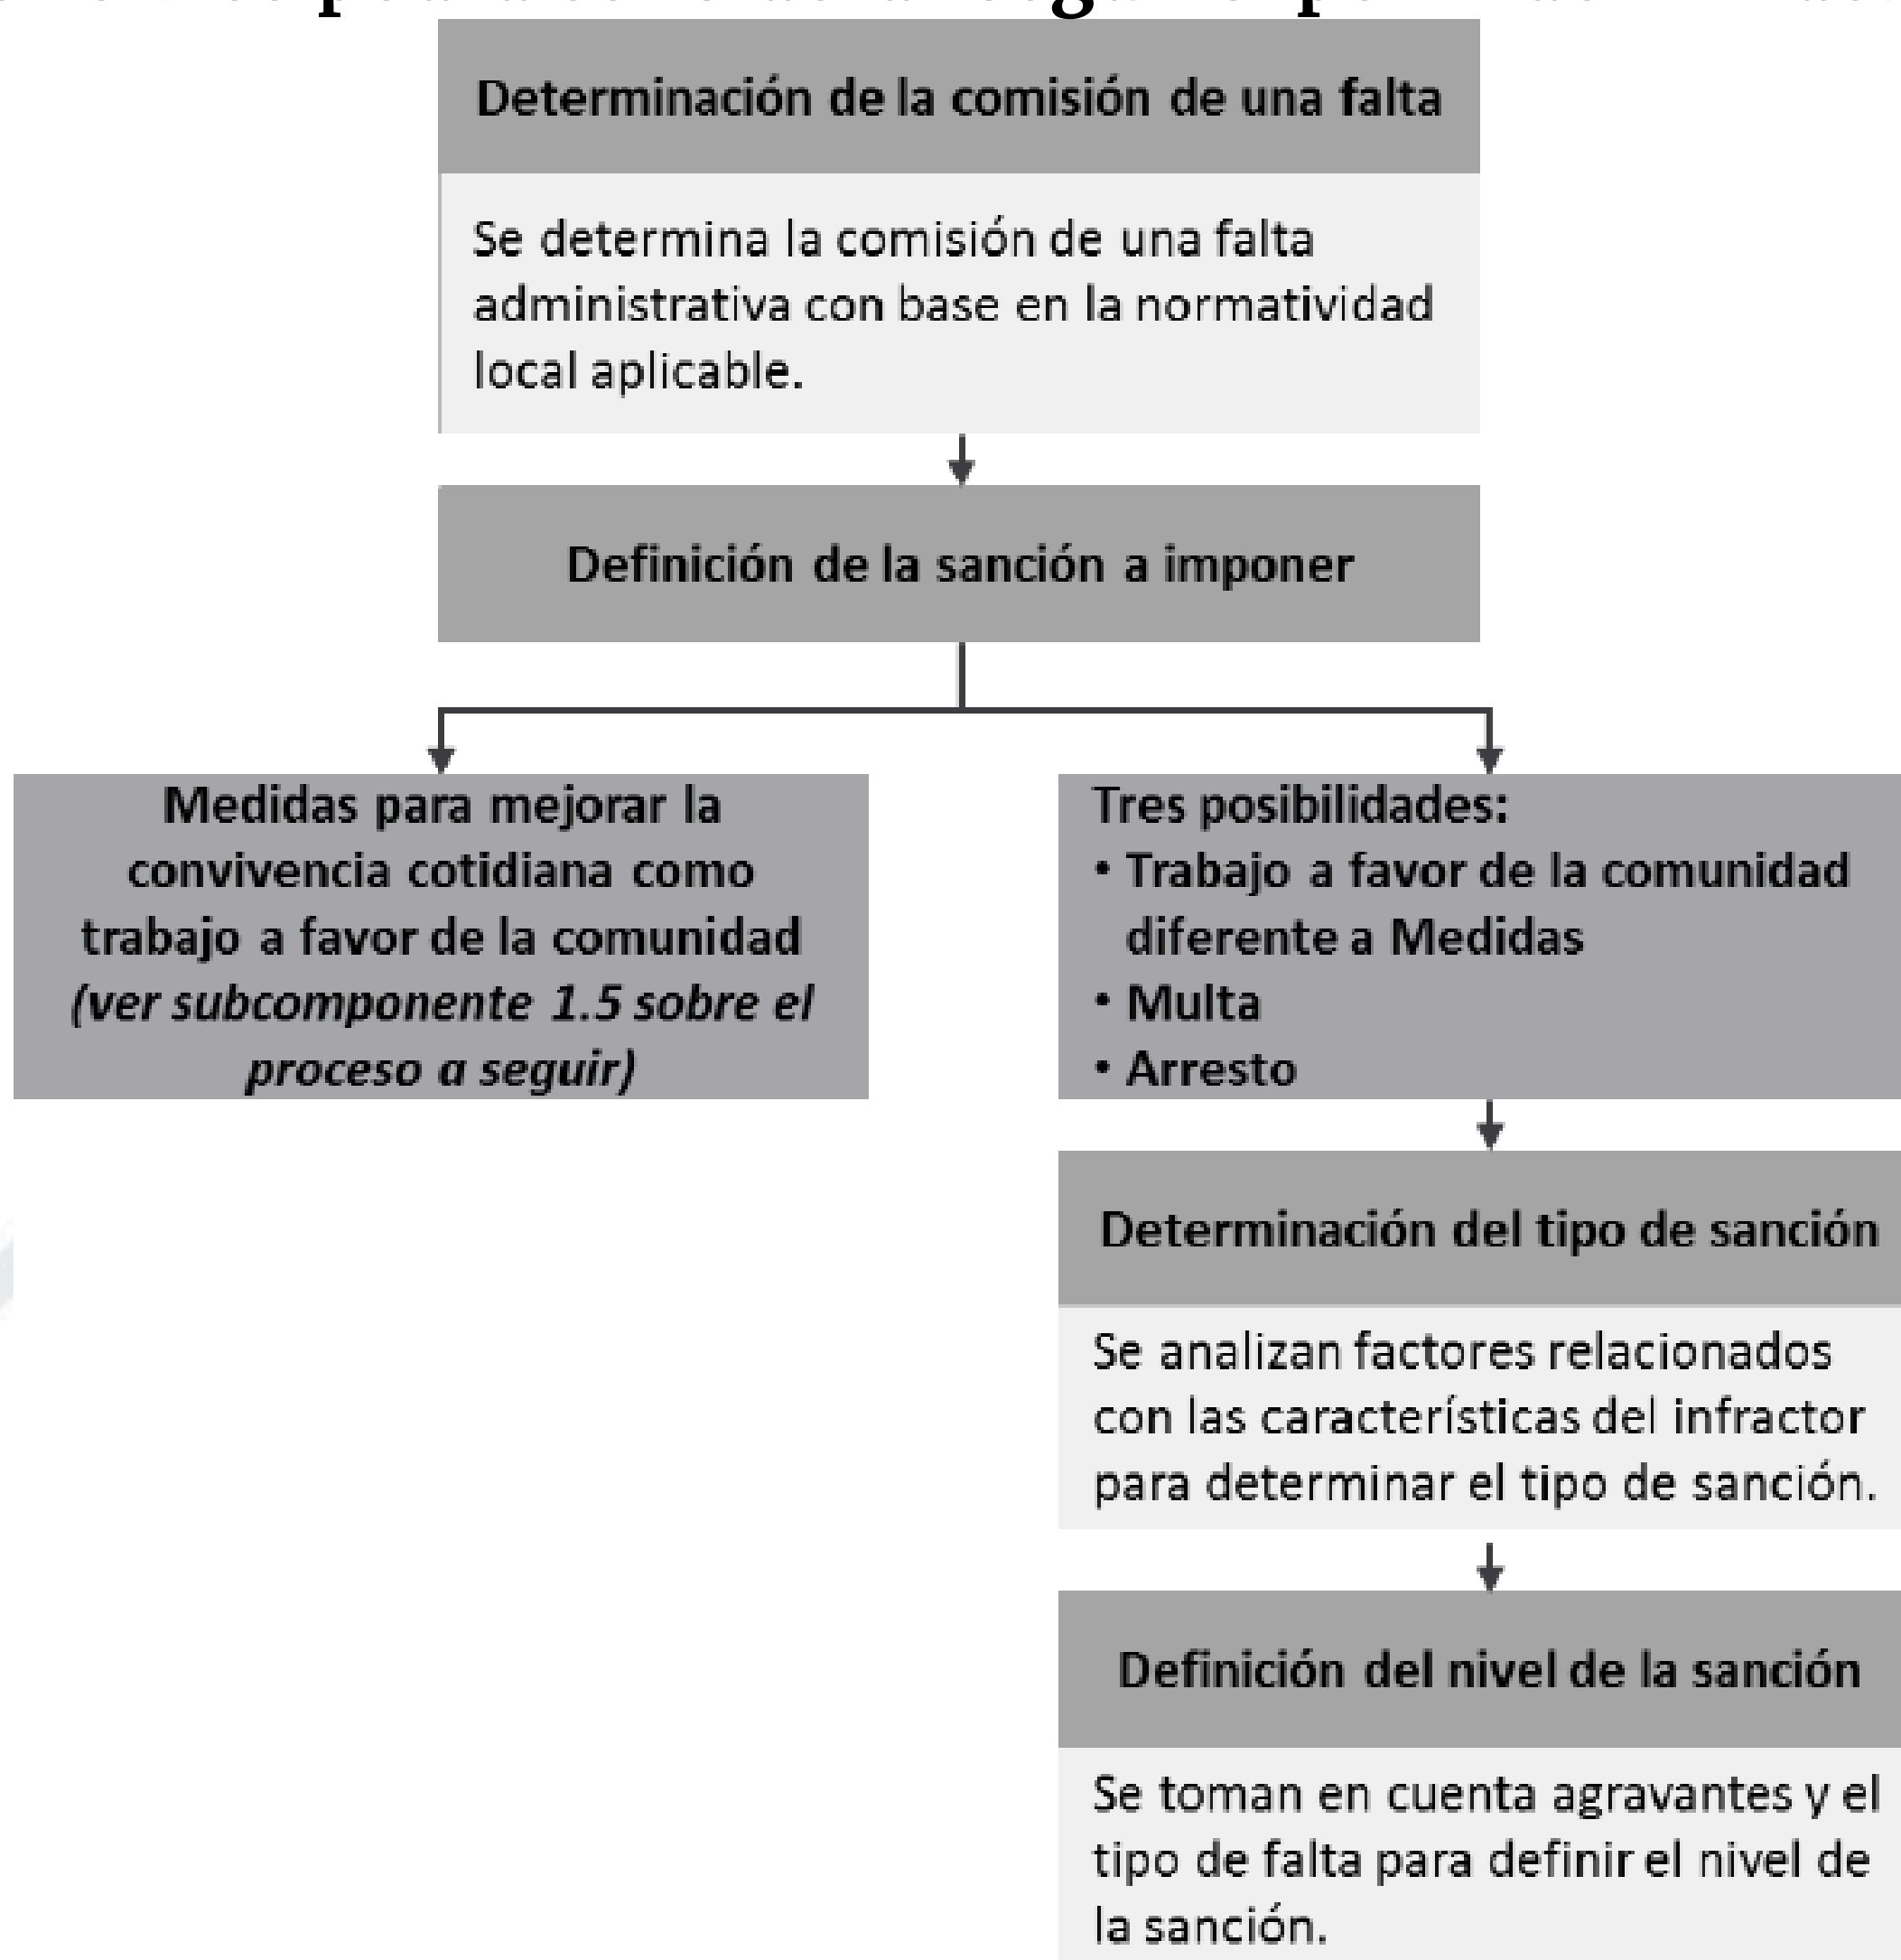 Determinación de la comisión de una falta
Se determina la comisión de una falta
administrativa con base en la normatividad
local aplicable.
Definición de la sanción a imponer
Medidas para mejorar la
convivencia cotidiana como
trabajo a favor de la comunidad
(ver subcomponente 1.5 sobre el
proceso a seguir)
Tres posibilidades:
• Trabajo a favor de la comunidad
diferente a Medidas
• Multa
• Arresto
Determinación del tipo de sanción
Se analizan factores relacionados
con las características del infractor
para determinar el tipo de sanción.
Definición del nivel de la sanción
Se toman en cuenta agravantes y el
tipo de falta para definir el nivel de
la sanción.